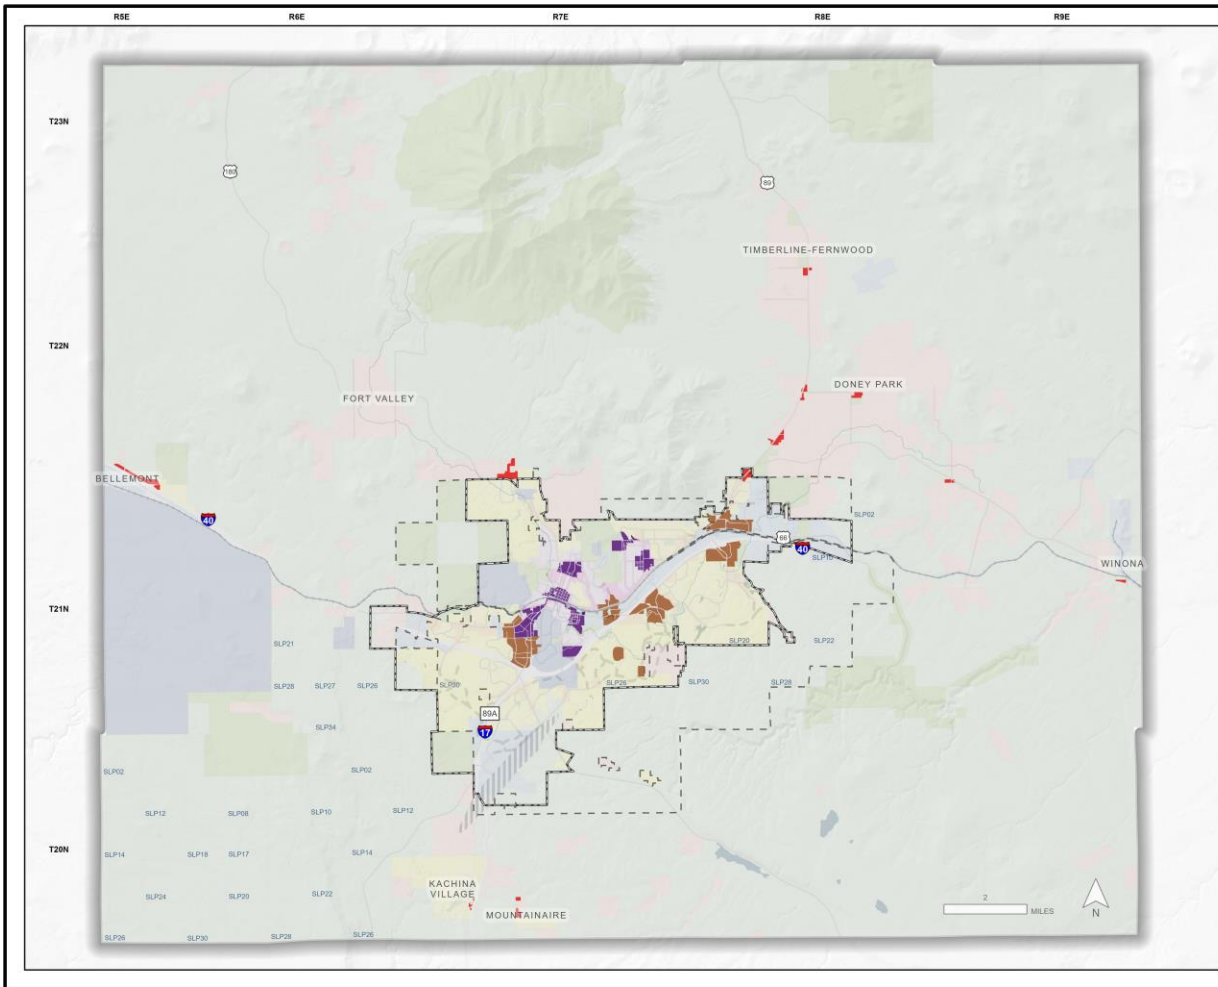 R5E R6E R7E R8E R9E
T23N
180
89
TIMBERLINE-FERNWOOD
T22N
DONEY PARK
FORT VALLEY
BELLEMONT
40
SLP02
66
40
SLP10
WINONA
T21N
SLP21
SLP20
SLP22
SLP28 SLP27 SLP26 SLP30 SLP26 SLP30 SLP28
89A
SLP34
17
SLP02
SLP02
SLP12 SLP08 SLP10 SLP12
T20N
SLP14 SLP18 SLP17 SLP14
KACHINA
VILLAGE
SLP24 SLP20 SLP22
2
MILES
N
MOUNTAINAIRE
SLP26 SLP30 SLP28 SLP26